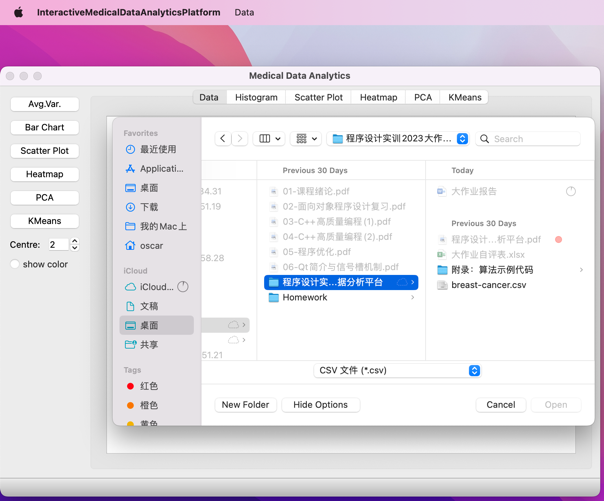 InteractiveMedicalDataAnalyticsPlatform Data
Medical Data Analytics
Data Histogram Scatter Plot Heatmap PCA KMeans
Avg.Var.
Bar Chart
Scatter Plot
Heatmap
PCA
KMeans
Centre: 2
show color
Favorites
最近使用
Applicati...
桌面
下载
我的 Mac 上
oscar
iCloud
iCloud...
文稿
桌面
共享
Tags
红色
橙色
黄色
程序设计实训2023大作...
Search
34.31
51.19
58.28
51.21
Previous 30 Days
01-课程绪论.pdf
02-面向对象程序设计复习.pdf
03-C++高质量编程(1).pdf
04-C++高质量编程(2).pdf
05-程序优化.pdf
06-Qt简介与信号槽机制.pdf
程序设计实...据分析平台
Homework
Today
大作业报告
Previous 30 Days
程序设计...析平台.pdf
大作业自评表.xlsx
附录：算法示例代码
breast-cancer.csv
CSV 文件 (*.csv)
New Folder Hide Options Cancel Open